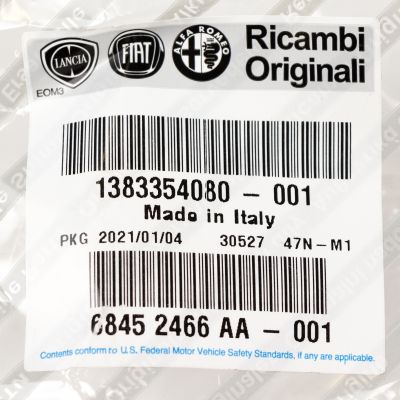 LANCIA FIAT ALFA ROMEO Ricambi
Originali
EOM3
1383354080 - 001
Made in Italy
PKG 2021/01/04 30527 47N-M1
6845 2466 AA - 001
Contents conform to U.S. Federal Motor Vehicle Safety Standards, if any are applicable.